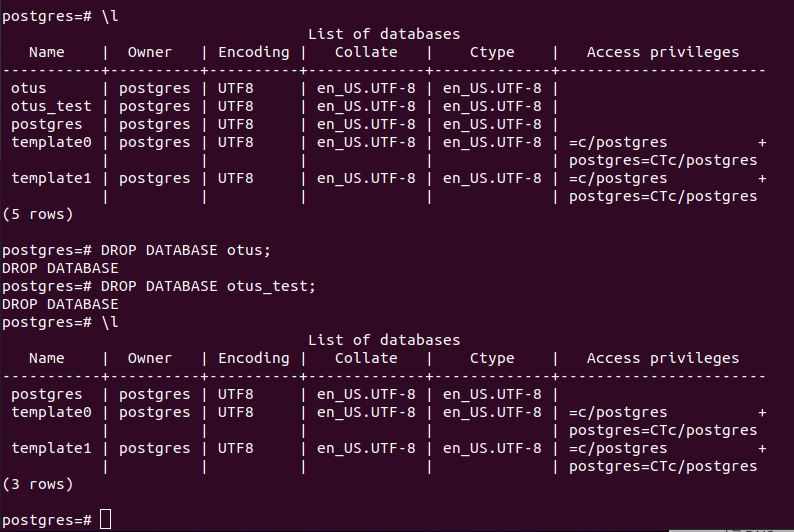 postgres=# \l
                                  List of databases
   Name    |  Owner   | Encoding |   Collate   |    Ctype    |   Access privileges   
-----------+----------+----------+-------------+-------------+-----------------------
 otus      | postgres | UTF8     | en_US.UTF-8 | en_US.UTF-8 | 
 otus_test | postgres | UTF8     | en_US.UTF-8 | en_US.UTF-8 | 
 postgres  | postgres | UTF8     | en_US.UTF-8 | en_US.UTF-8 | 
 template0 | postgres | UTF8     | en_US.UTF-8 | en_US.UTF-8 | =c/postgres          +
           |          |          |             |             | postgres=CTc/postgres
 template1 | postgres | UTF8     | en_US.UTF-8 | en_US.UTF-8 | =c/postgres          +
           |          |          |             |             | postgres=CTc/postgres
(5 rows)

postgres=# DROP DATABASE otus;
DROP DATABASE
postgres=# DROP DATABASE otus_test;
DROP DATABASE
postgres=# \l
                                  List of databases
   Name    |  Owner   | Encoding |   Collate   |    Ctype    |   Access privileges   
-----------+----------+----------+-------------+-------------+-----------------------
 postgres  | postgres | UTF8     | en_US.UTF-8 | en_US.UTF-8 | 
 template0 | postgres | UTF8     | en_US.UTF-8 | en_US.UTF-8 | =c/postgres          +
           |          |          |             |             | postgres=CTc/postgres
 template1 | postgres | UTF8     | en_US.UTF-8 | en_US.UTF-8 | =c/postgres          +
           |          |          |             |             | postgres=CTc/postgres
(3 rows)

postgres=#